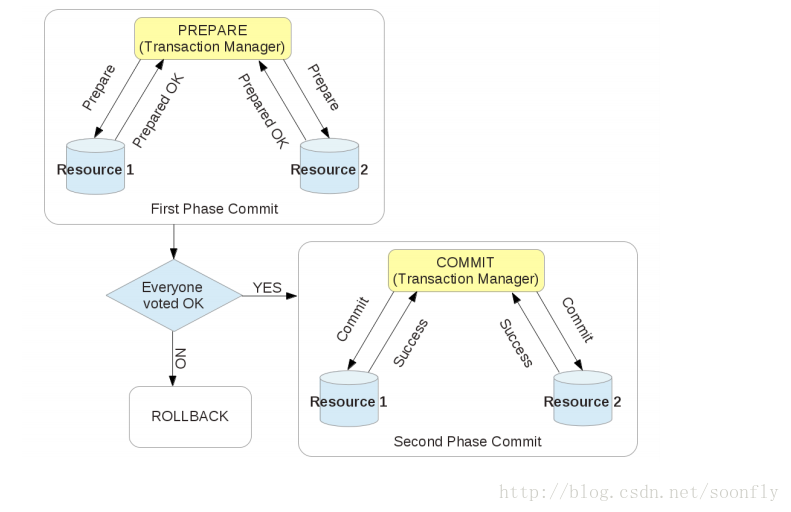 PREPARE
(Transaction Manager)
Prepare
Prepared OK
Prepared OK
Prepare
Resource 1
Resource 2
First Phase Commit
Everyone
voted OK
YES
NO
ROLLBACK
COMMIT
(Transaction Manager)
Commit
Success
Success
Commit
Resource 1
Resource 2
Second Phase Commit
http://blog.csdn.net/soonfly